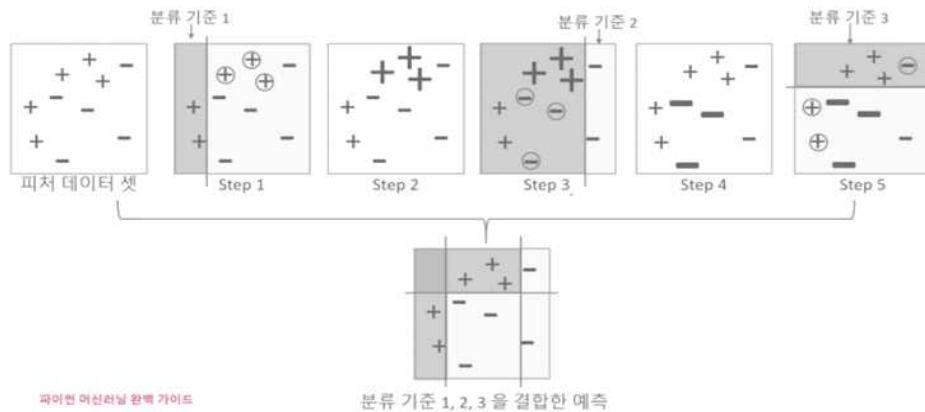 분류 기준 1
분류 기준 2
분류 기준 3
피처 데이터 셋
Step 1
Step 2
Step 3
Step 4
Step 5
파이썬 머신러닝 완벽 가이드
분류 기준 1, 2, 3 을 결합한 예측